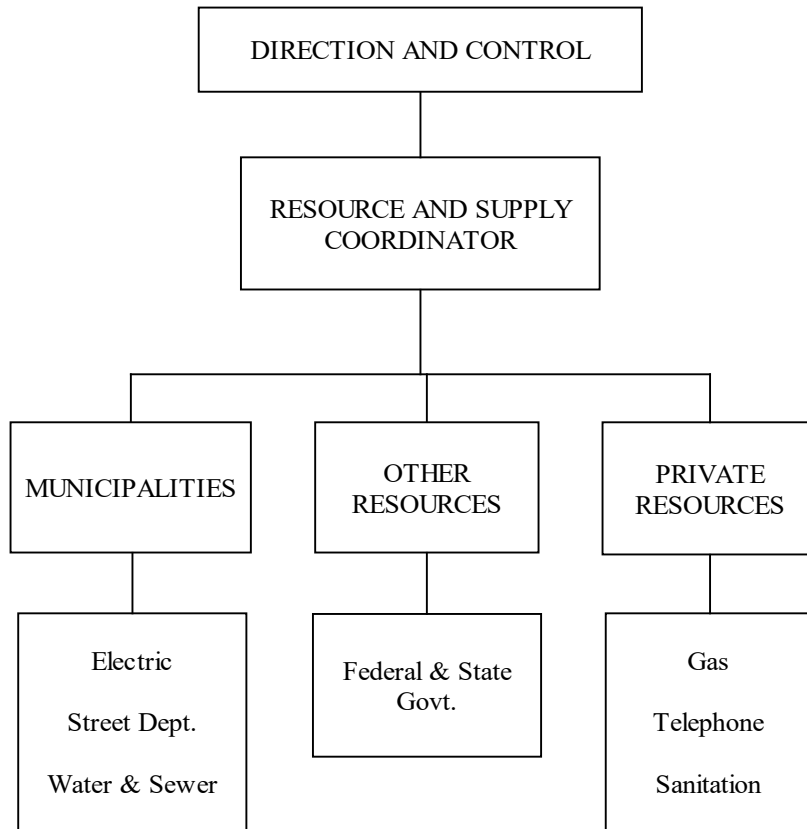 DIRECTION AND CONTROL
RESOURCE AND SUPPLY
COORDINATOR
MUNICIPALITIES
OTHER
RESOURCES
PRIVATE
RESOURCES
Electric
Street Dept.
Water & Sewer
Federal & State
Govt.
Gas
Telephone
Sanitation